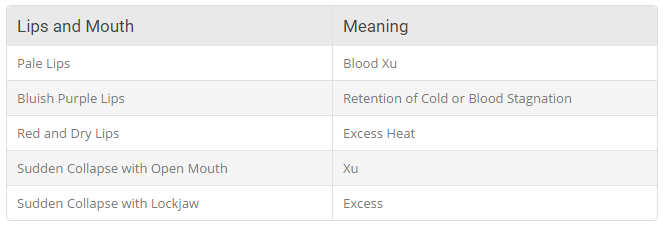 Lips and Mouth Meaning
Pale Lips Blood Xu
Bluish Purple Lips Retention of Cold or Blood Stagnation
Red and Dry Lips Excess Heat
Sudden Collapse with Open Mouth Xu
Sudden Collapse with Lockjaw Excess